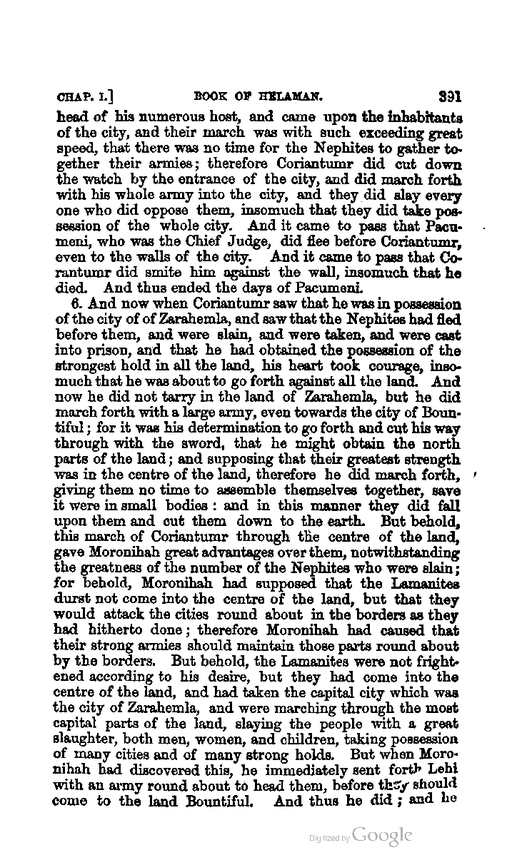 CHAP. I.] BOOK OF HELAMAN. 391
head of his numerous host, and came upon the inhabitants
of the city, and their march was with such exceeding great
speed, that there was no time for the Nephites to gather to-
gether their armies; therefore Coriantumr did cut down
the watch by the entrance of the city, and did march forth
with his whole army into the city, and they did slay every
one who did oppose them, insomuch that they did take pos-
session of the whole city. And it came to pass that Pacu-
meni, who was the Chief Judge, did flee before Coriantumr,
even to the walls of the city. And it came to pass that Co-
rantumr did smite him against the wall, insomuch that he
died. And thus ended the days of Pacumeni.
6. And now when Coriantumr saw that he was in possession
of the city of of Zarahemla, and saw that the Nephites had fled
before them, and were slain, and were taken, and were cast
into prison, and that he had obtained the possession of the
strongest hold in all the land, his heart took courage, inso-
much that he was about to go forth against all the land. And
now he did not tarry in the land of Zarahemla, but he did
march forth with a large army, even towards the city of Boun-
tiful; for it was his determination to go forth and cut his way
through with the sword, that he might obtain the north
parts of the land; and supposing that their greatest strength
was in the centre of the land, therefore he did march forth,
giving them no time to assemble themselves together, save
it were in small bodies: and in this manner they did fall
upon them and cut them down to the earth. But behold,
this march of Coriantumr through the centre of the land,
gave Moronihah great advantages over them, notwithstanding
the greatness of the number of the Nephites who were slain;
for behold, Moronihah had supposed that the Lamanites
durst not come into the centre of the land, but that they
would attack the cities round about in the borders as they
had hitherto done; therefore Moronihah had caused that
their strong armies should maintain those parts round about
by the borders. But behold, the Lamanites were not fright-
ened according to his desire, but they had come into the
centre of the land, and had taken the capital city which was
the city of Zarahemla, and were marching through the most
capital parts of the land, slaying the people with a great
slaughter, both men, women, and children, taking possession
of many cities and of many strong holds. But when Moro-
nihah had discovered this, he immediately sent forth Lehi
with an army round about to head them, before they should
come to the land Bountiful. And thus he did; and he
Digitized by Google